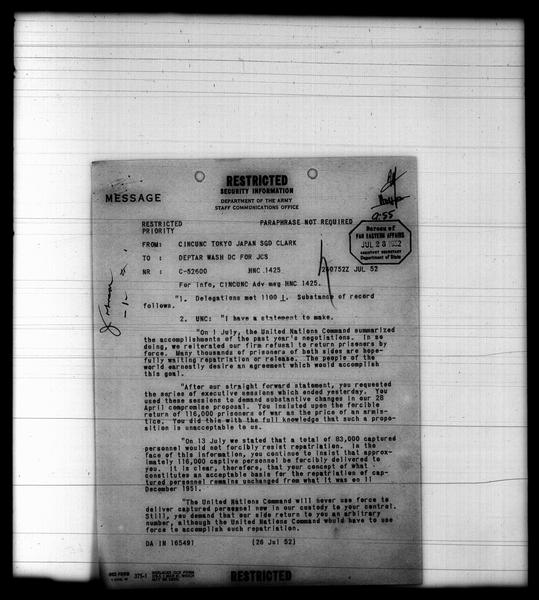 RESTRICTED
SECURITY INFORMATION
MESSAGE
DEPARTMENT OF THE ARMY
STAFF COMMUNICATIONS OFFICE
RESTRICTED
PARAPHRASE NOT REQUIRED
PRIORITY
Bureau of
FAR EASTERN AFFAIRS
JUL 28 1952
ASSISTANT SECRETARY
Department of State
FROM: CINCUNC TOKYO JAPAN SGD CLARK
TO : DEPTAR WASH DC FOR JCS
NR : C-52600 HNC 1425 JUL 52
For info, CINCUNC Adv msg HNC 1425.
"1. Delegations met 1100 I. Substance of record
follows.
2. UNC: "I have a statement to make.
"On 1 July, the United Nations Command summarized
the accomplishments of the past year's negotiations. In so
doing, we reiterated our firm refusal to return prisoners by
force. Many thousands of prisoners of both sides are hope-
fully waiting repatriation or release. The people of the
world earnestly desire an agreement which would accomplish
this goal.
"After our straight forward statement, you requested
the series of executive sessions which ended yesterday. You
used these sessions to demand substantive changes in our 28
April compromise proposal. You insisted upon the forcible
return of 116,000 prisoners of war as the price of an armis-
tice. You did this with the full knowledge that such a propo-
sition is unacceptable to us.
"On 13 July we stated that a total of 83,000 captured
personnel would not forcibly resist repatriation. In the
face of this information, you continue to insist that approx-
imately 116,000 captive personnel be forcibly delivered to
you. It is clear, therefore, that your concept of what
constitutes an acceptable basis for the repatriation of cap-
tured personnel remains unchanged from what it was on 11
December 1951.
"The United Nations Command will never use force to
deliver captured personnel now in our custody to your control.
Still, you demand that our side return to you an arbitrary
number, although the United Nations Command would have to use
force to accomplish such repatriation.
DA IN 165491 (26 Jul 52)
375-1
RESTRICTED